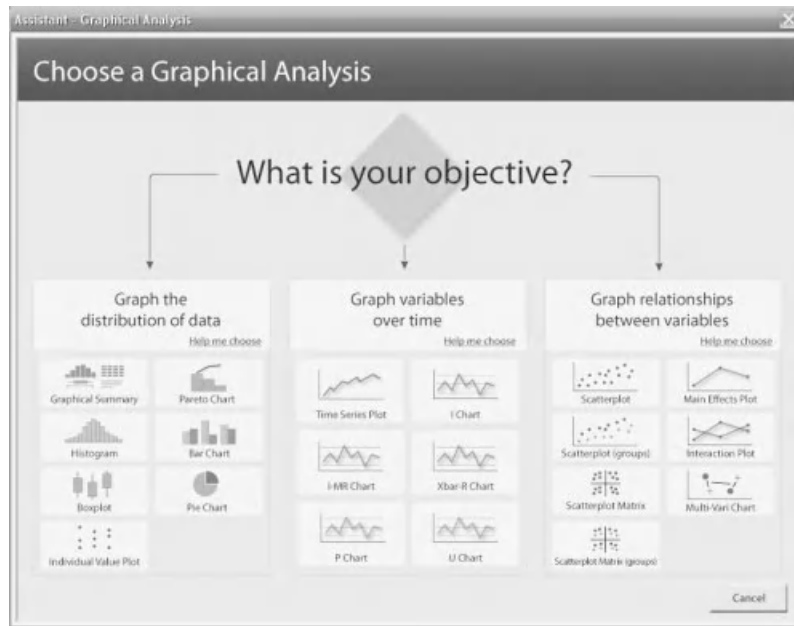 Assistant - Graphical Analysis
Choose a Graphical Analysis
What is your objective?
Graph the
distribution of data
Help me choose
Graphical Summary
Pareto Chart
Histogram
Bar Chart
Boxplot
Pie Chart
Individual Value Plot
Graph variables
over time
Help me choose
Time Series Plot
I Chart
I-MR Chart
Xbar-R Chart
P Chart
U Chart
Graph relationships
between variables
Help me choose
Scatterplot
Main Effects Plot
Scatterplot (groups)
Interaction Plot
Scatterplot Matrix
Multi-Vari Chart
Scatterplot Matrix (groups)
Cancel